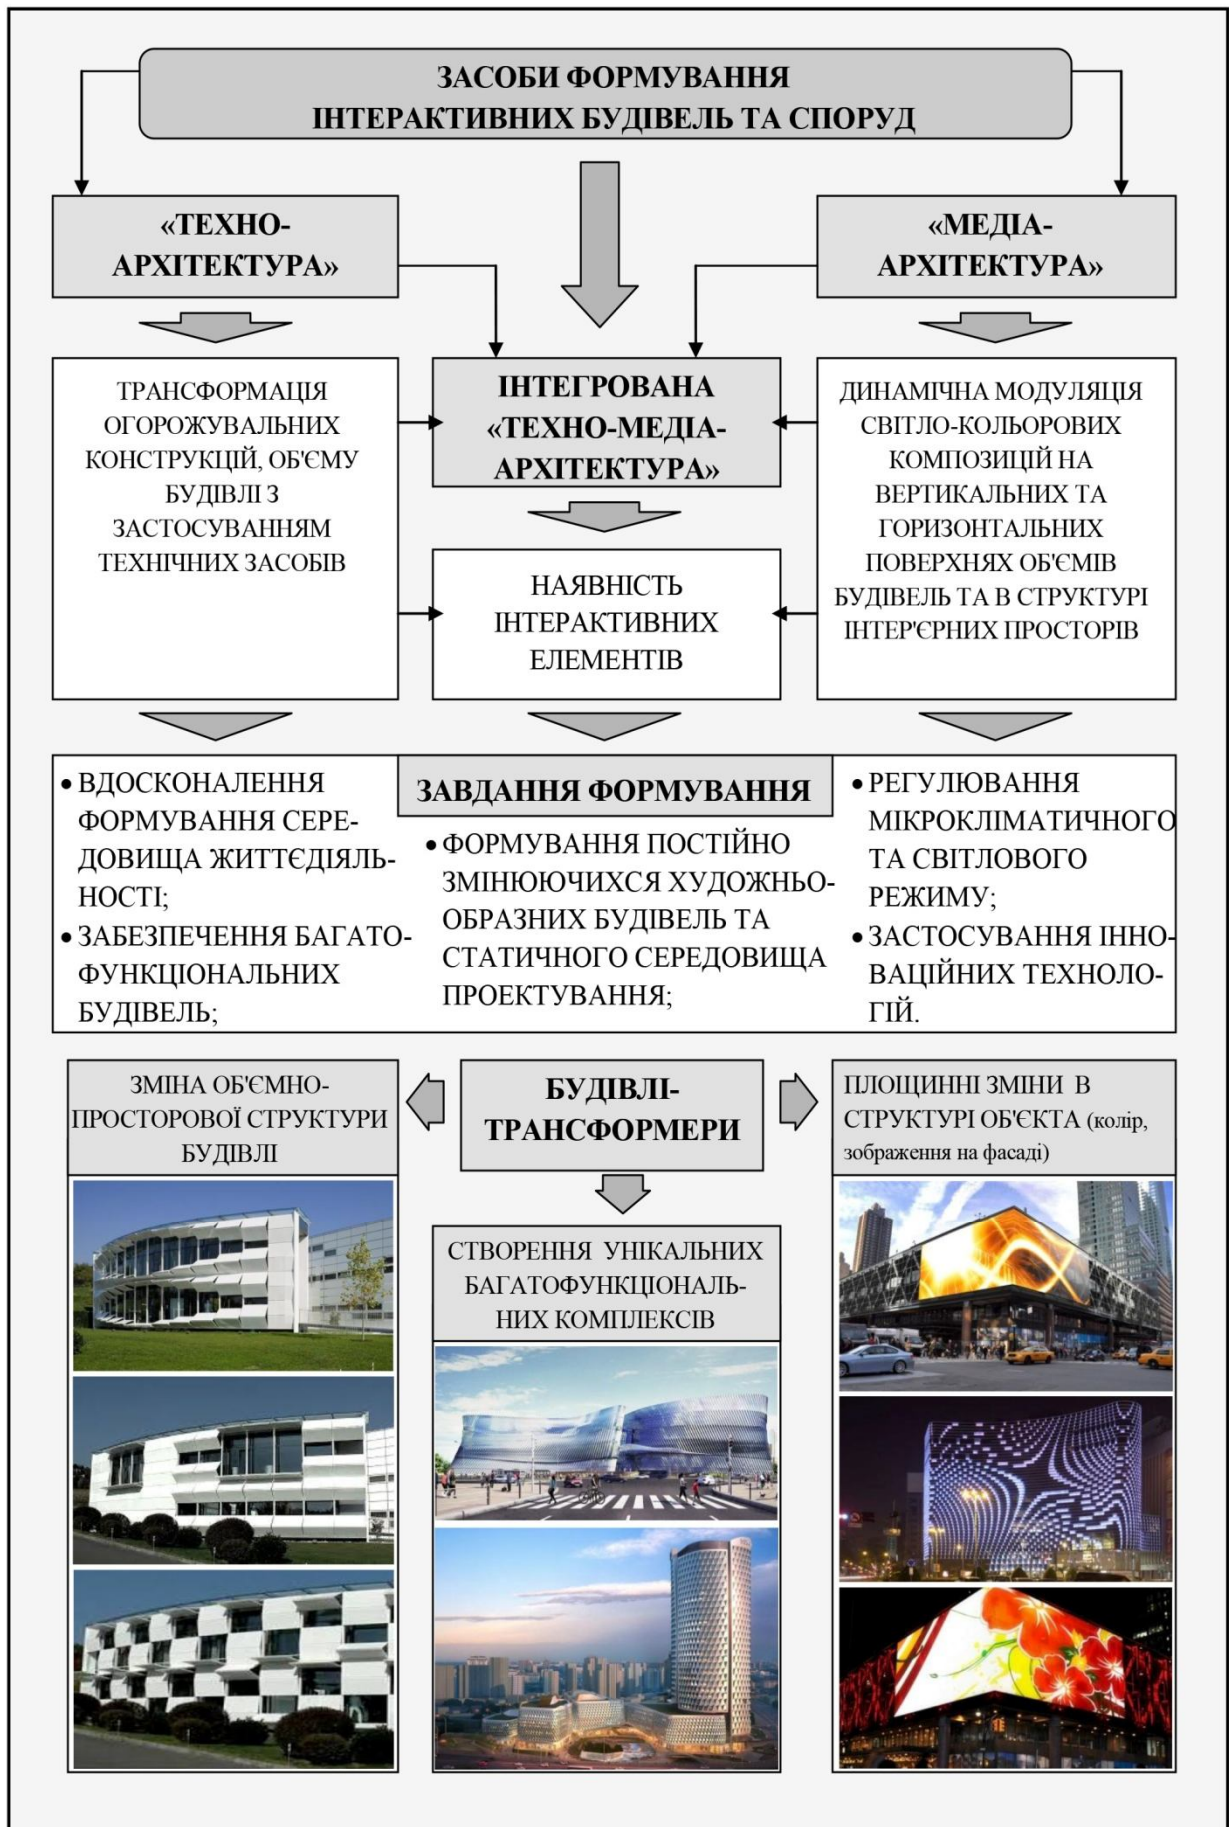 ЗАСОБИ ФОРМУВАННЯ
ІНТЕРАКТИВНИХ БУДІВЕЛЬ ТА СПОРУД
«ТЕХНО-
АРХІТЕКТУРА»
«МЕДІА-
АРХІТЕКТУРА»
ТРАНСФОРМАЦІЯ
ОГОРОЖУВАЛЬНИХ
КОНСТРУКЦІЙ, ОБ'ЄМУ
БУДІВЛІ З
ЗАСТОСУВАННЯМ
ТЕХНІЧНИХ ЗАСОБІВ
ІНТЕГРОВАНА
«ТЕХНО-МЕДІА-
АРХІТЕКТУРА»
НАЯВНІСТЬ
ІНТЕРАКТИВНИХ
ЕЛЕМЕНТІВ
ДИНАМІЧНА МОДУЛЯЦІЯ
СВІТЛО-КОЛЬОРОВИХ
КОМПОЗИЦІЙ НА
ВЕРТИКАЛЬНИХ ТА
ГОРИЗОНТАЛЬНИХ
ПОВЕРХНЯХ ОБ'ЄМІВ
БУДІВЕЛЬ ТА В СТРУКТУРІ
ІНТЕР'ЄРНИХ ПРОСТОРІВ
ЗАВДАННЯ ФОРМУВАННЯ
• ВДОСКОНАЛЕННЯ
ФОРМУВАННЯ СЕРЕ-
ДОВИЩА ЖИТТЄДІЯЛЬ-
НОСТІ;
• ЗАБЕЗПЕЧЕННЯ БАГАТО-
ФУНКЦІОНАЛЬНИХ
БУДІВЕЛЬ;
• ФОРМУВАННЯ ПОСТІЙНО
ЗМІНЮЮЧИХСЯ ХУДОЖНЬО-
ОБРАЗНИХ БУДІВЕЛЬ ТА
СТАТИЧНОГО СЕРЕДОВИЩА
ПРОЕКТУВАННЯ;
• РЕГУЛЮВАННЯ
МІКРОКЛІМАТИЧНОГО
ТА СВІТЛОВОГО
РЕЖИМУ;
• ЗАСТОСУВАННЯ ІННО-
ВАЦІЙНИХ ТЕХНОЛО-
ГІЙ.
ЗМІНА ОБ'ЄМНО-
ПРОСТОРОВОЇ СТРУКТУРИ
БУДІВЛІ
БУДІВЛІ-
ТРАНСФОРМЕРИ
ПЛОЩИННІ ЗМІНИ В
СТРУКТУРІ ОБ'ЄКТА (колір,
зображення на фасаді)
СТВОРЕННЯ УНІКАЛЬНИХ
БАГАТОФУНКЦІОНАЛЬ-
НИХ КОМПЛЕКСІВ